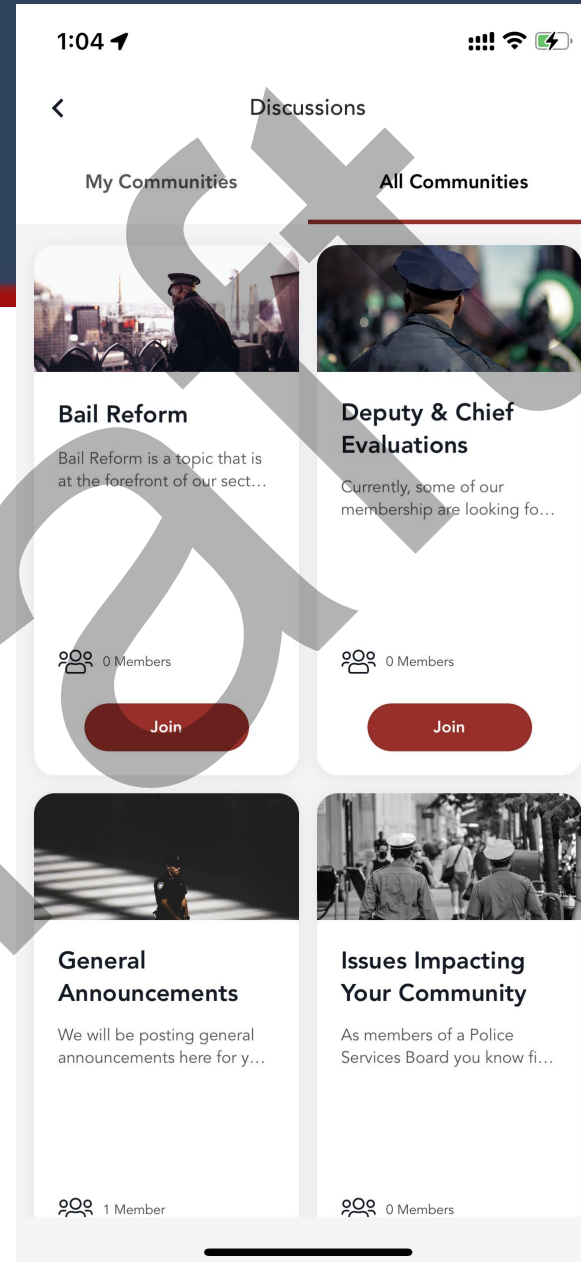 1:04
Discussions
My Communities
All Communities
Bail Reform
Bail Reform is a topic that is
at the forefront of our sect...
0 Members
Join
Deputy & Chief
Evaluations
Currently, some of our
membership are looking fo...
0 Members
Join
General
Announcements
We will be posting general
announcements here for y...
1 Member
Issues Impacting
Your Community
As members of a Police
Services Board you know fi...
0 Members